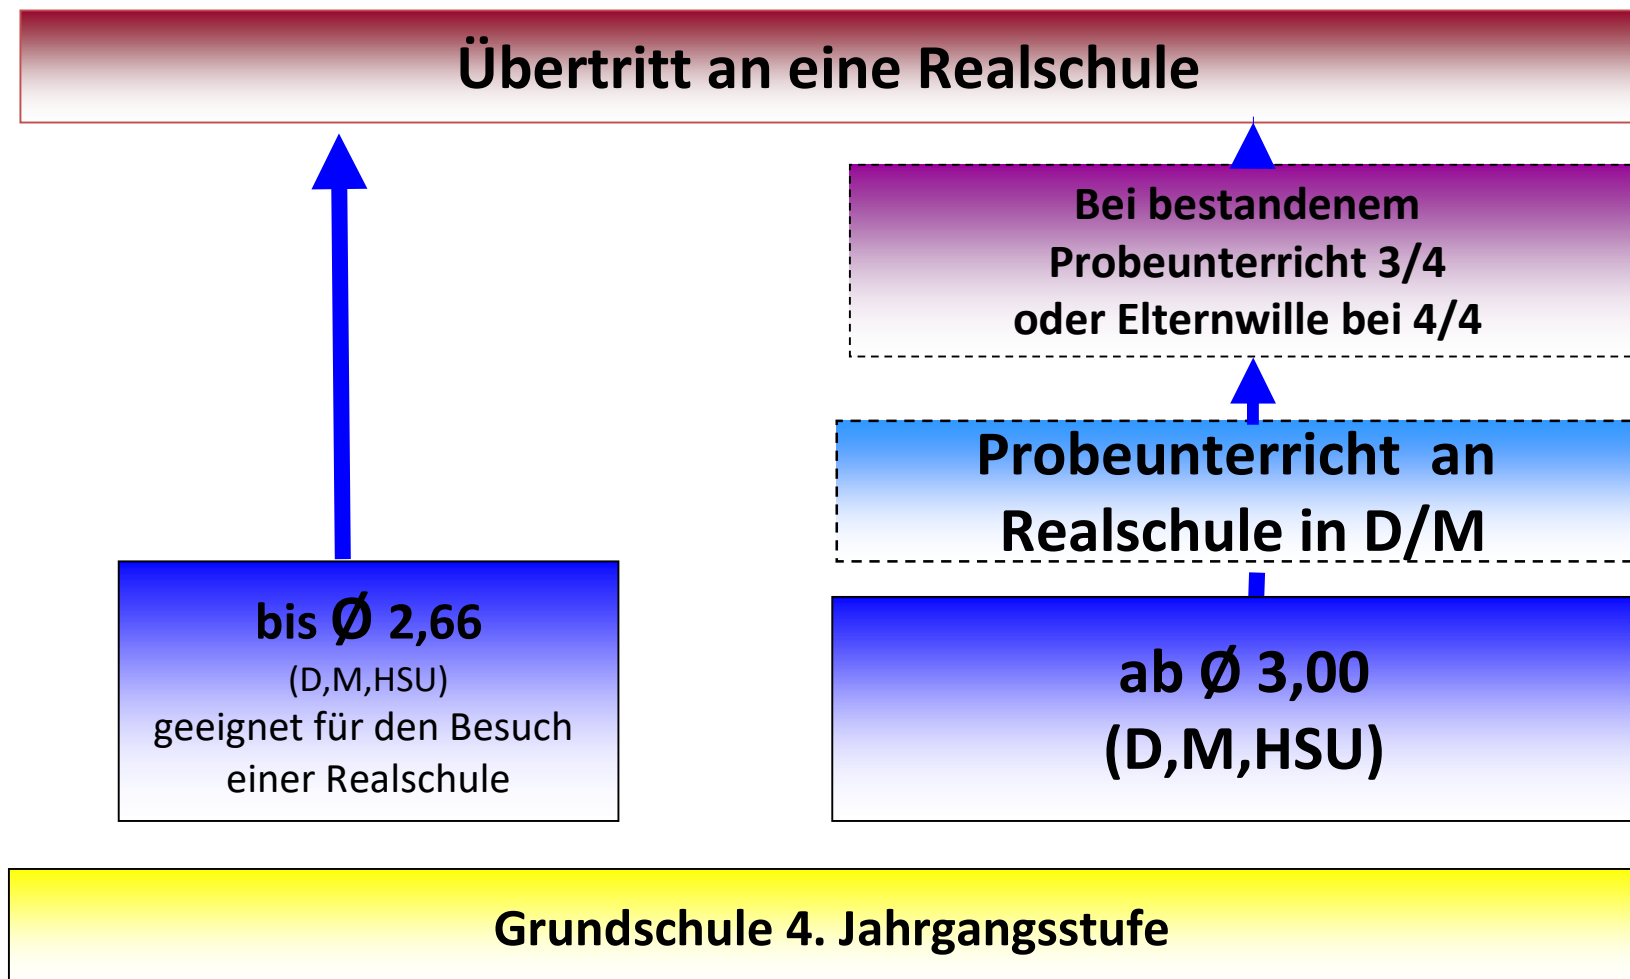 Übertritt an eine Realschule
Bei bestandenem
Probeunterricht 3/4
oder Elternwille bei 4/4
Probeunterricht an
Realschule in D/M
bis Ø 2,66
(D,M,HSU)
geeignet für den Besuch
einer Realschule
ab Ø 3,00
(D,M,HSU)
Grundschule 4. Jahrgangsstufe